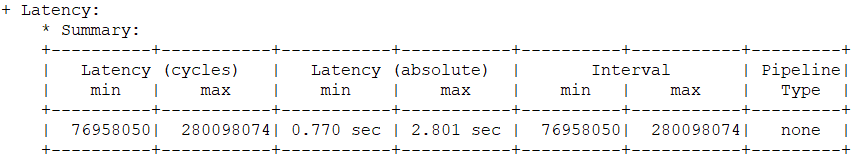 + Latency:
    * Summary:
    +----------+-----------+-----------+-----------+----------+-----------+---------+
    |   Latency (cycles)   |   Latency (absolute)  |       Interval       | Pipeline|
    |    min   |    max    |    min    |    max    |    min   |    max    |   Type  |
    +----------+-----------+-----------+-----------+----------+-----------+---------+
    |  76958050|  280098074| 0.770 sec | 2.801 sec |  76958050|  280098074|   none  |
    +----------+-----------+-----------+-----------+----------+-----------+---------+